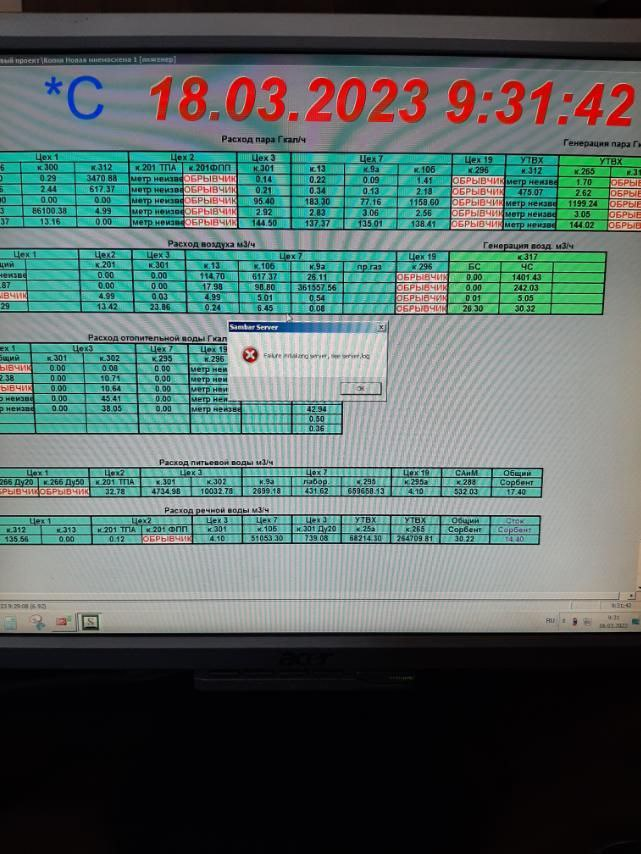 вый проект\Копия Новая мнемосхема 1 [инженер]
*C 18.03.2023 9:31:42
Расход пара Гкал/ч
Генерация пара Гк
Цех 1 Цех 2 Цех 3 Цех 7 Цех 19 УТВХ УТВХ
к.300 к.312 к.201 ТПА к.201ФПП к.301 к.13 к.9а к.106 к.296 к.312 к.265 к.31
0.29 3470.88 метр неизве ОБРЫВЧИК 0.14 0.22 0.09 1.41 ОБРЫВЧИК метр неизве 1.70 ОБРЫВ
2.44 617.37 метр неизве ОБРЫВЧИК 0.21 0.34 0.13 2.18 ОБРЫВЧИК 475.07 2.62 ОБРЫВ
0.00 0.00 метр неизве ОБРЫВЧИК 95.40 183.30 77.16 1158.60 ОБРЫВЧИК метр неизве 1199.24 ОБРЫВ
86100.38 4.99 метр неизве ОБРЫВЧИК 2.92 2.83 3.06 2.56 ОБРЫВЧИК метр неизве 3.05 ОБРЫВ
37 13.16 0.00 метр неизве ОБРЫВЧИК 144.50 137.37 135.01 138.41 ОБРЫВЧИК метр неизве 144.02 ОБРЫВ
Расход воздуха м3/ч
Генерация возд. м3/ч
Цех 1 Цех2 Цех 3 Цех 7 Цех 19 к.317
щий к.201 к.301 к.13 к.106 к.9а пр.газ к.296 БС ЧС
неизве 0.00 0.00 114.70 617.37 26.11 ОБРЫВЧИК 0.00 1401.43
.87 0.00 0.00 17.98 98.80 361557.56 ОБРЫВЧИК 0.00 242.03
ЫВЧИК 4.99 0.03 4.99 5.01 0.54 ОБРЫВЧИК 0.01 5.05
.29 13.42 23.86 0.24 6.45 0.08 ОБРЫВЧИК 26.30 30.32
Расход отопительной воды Гкал
ех 1 Цех3 Цех 7 Цех 19
бщий к.301 к.302 к.295 к.296
ЫВЧИК 0.00 0.08 0.00 метр неизве
2.38 0.00 10.71 0.00 метр неизве
ЫВЧИК 0.00 10.64 0.00 метр неизве
о неизве 0.00 45.41 0.00 метр неизве
р неизве 0.00 38.05 0.00 метр неизве 42.94
0.50
0.36
Sambar Server
Failure initializing server, see server.log
OK
Расход питьевой воды м3/ч
Цех 1 Цех2 Цех 3 Цех 7 Цех 19 САиМ Общий
266 Ду20 к.266 Ду50 к.201 ТПА к.301 к.302 к.9а лабор. к.295 к.295а к.288 Сорбент
БРЫВЧИК ОБРЫВЧИК 32.78 4734.98 10032.76 2699.18 431.62 659658.13 4.10 532.03 17.40
Расход речной воды м3/ч
Цех 1 Цех2 Цех 3 Цех 7 Цех 3 УТВХ УТВХ Общий Сток
к.312 к.313 к.201 ТПА к.201 ФПП к.301 к.106 к.301 Ду20 к.25а к.265 Сорбент Сорбент
135.56 0.00 0.12 ОБРЫВЧИК 4.10 51053.30 739.08 68214.30 264709.81 30.22 14.40
23 9:29:08 (6.92) 9:31:42
RU 9:31
18.03.2023
acer